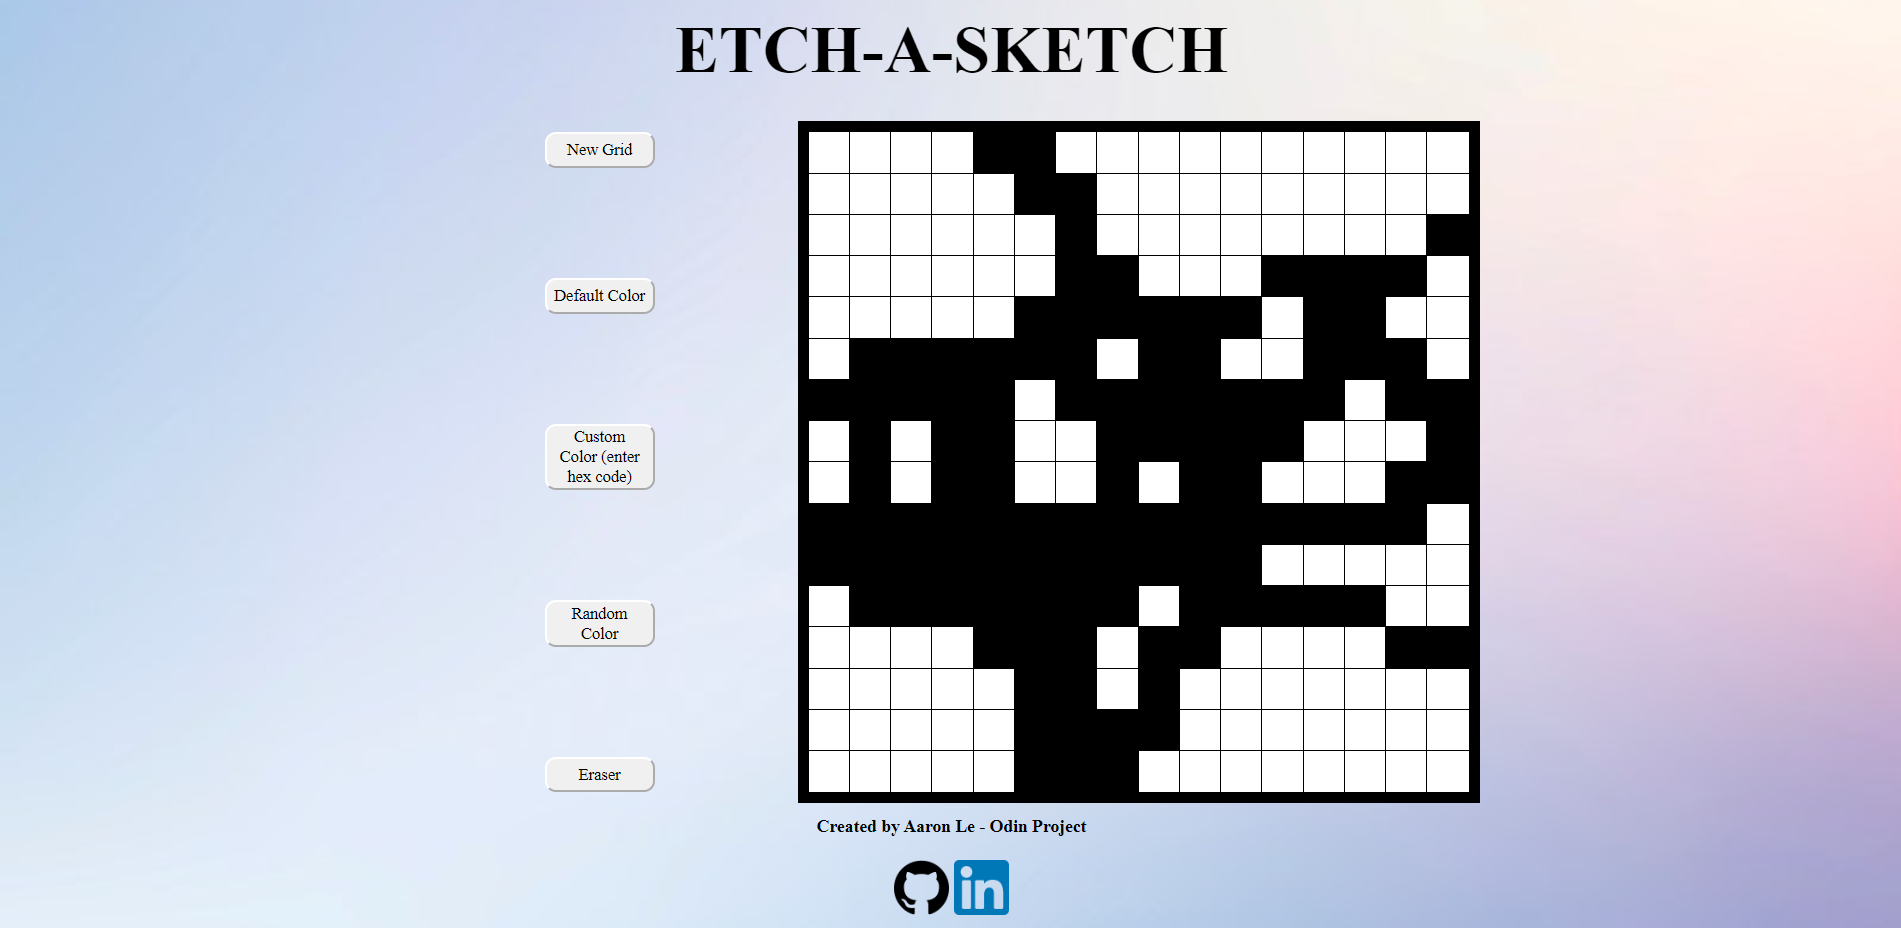 ETCH-A-SKETCH
New Grid
Default Color
Custom
Color (enter
hex code)
Random
Color
Eraser
Created by Aaron Le - Odin Project
in